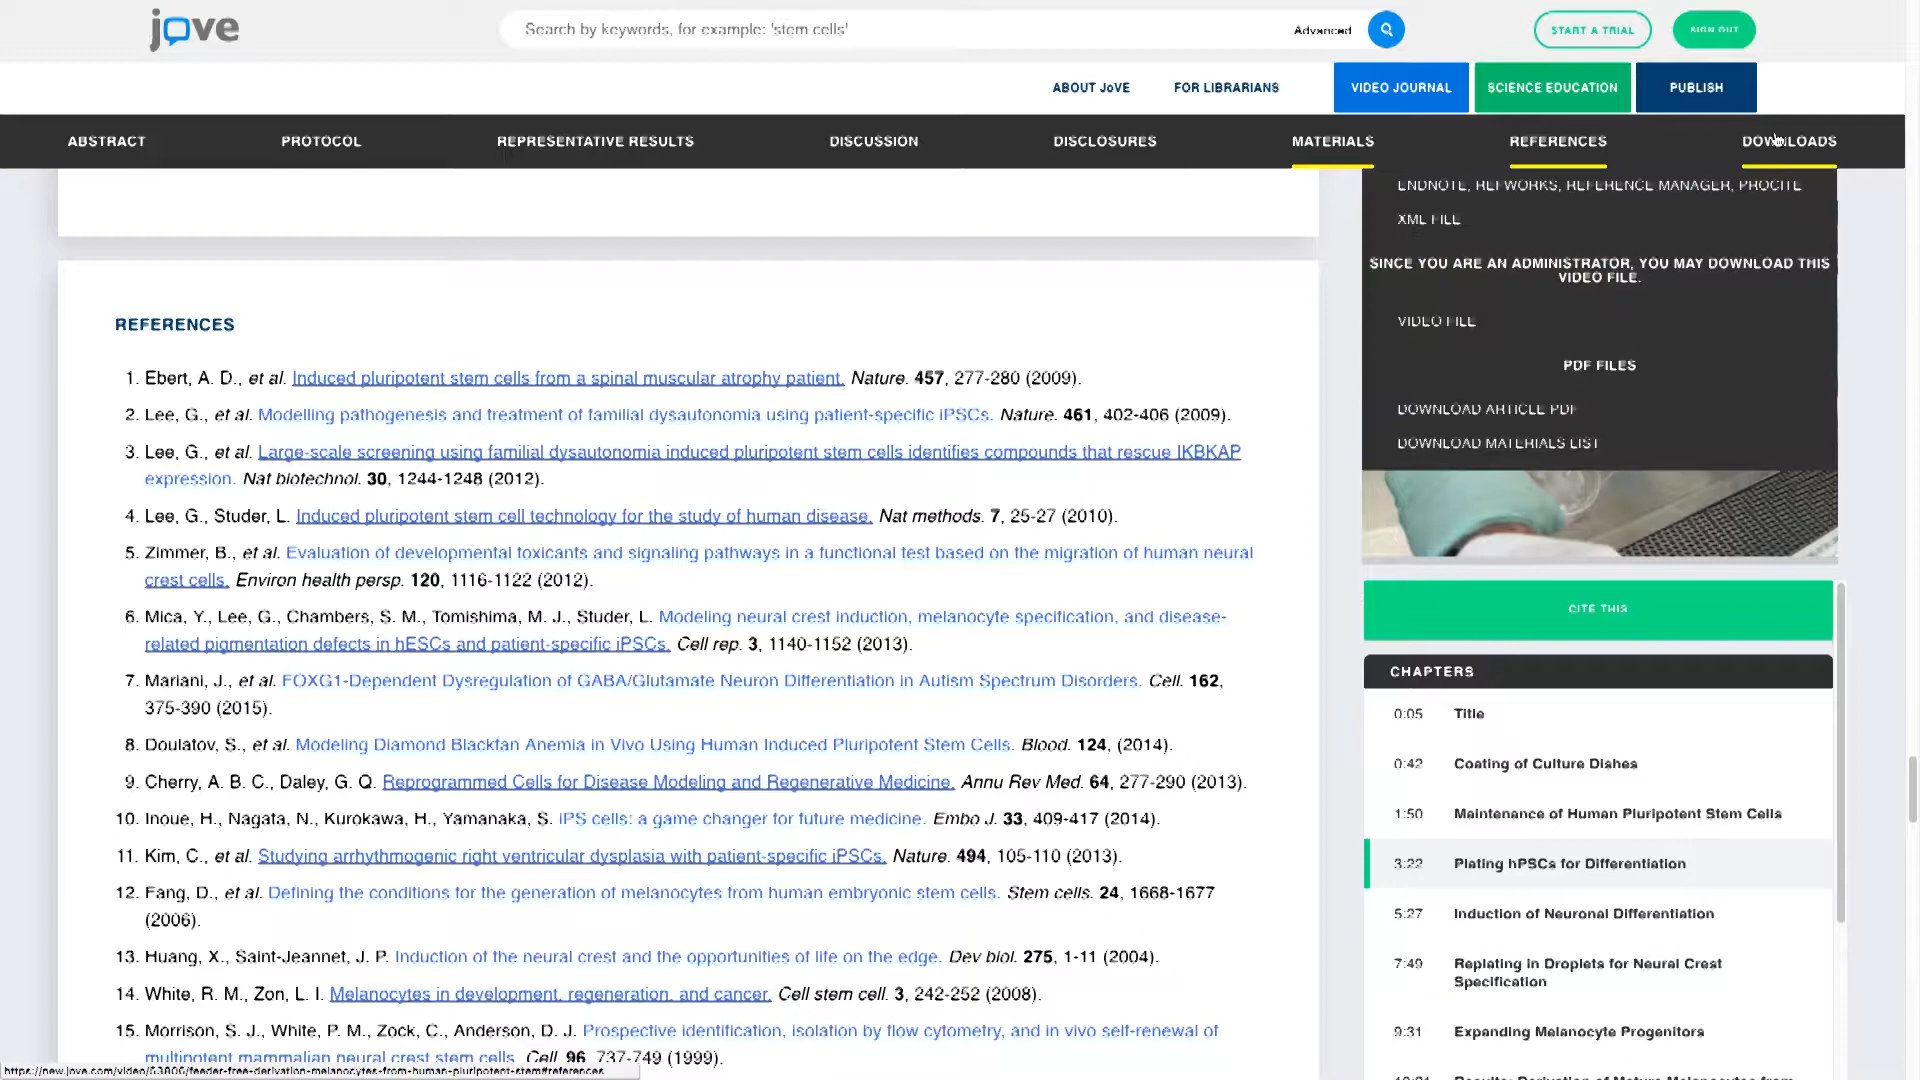 jove
Search by keywords, for example: 'stem cells'
Advanced
START A TRIAL
SIGN OUT
ABOUT JoVE
FOR LIBRARIANS
VIDEO JOURNAL
SCIENCE EDUCATION
PUBLISH
ABSTRACT
PROTOCOL
REPRESENTATIVE RESULTS
DISCUSSION
DISCLOSURES
MATERIALS
REFERENCES
DOWNLOADS
ENDNOTE, REFWORKS, REFERENCE MANAGER, PROCITE
XML FILE
SINCE YOU ARE AN ADMINISTRATOR, YOU MAY DOWNLOAD THIS
VIDEO FILE.
VIDEO FILE
PDF FILES
DOWNLOAD ARTICLE PDF
DOWNLOAD MATERIALS LIST
REFERENCES
1. Ebert, A. D., et al. Induced pluripotent stem cells from a spinal muscular atrophy patient. Nature. 457, 277-280 (2009).
2. Lee, G., et al. Modelling pathogenesis and treatment of familial dysautonomia using patient-specific iPSCs. Nature. 461, 402-406 (2009).
3. Lee, G., et al. Large-scale screening using familial dysautonomia induced pluripotent stem cells identifies compounds that rescue IKBKAP
expression. Nat biotechnol. 30, 1244-1248 (2012).
4. Lee, G., Studer, L. Induced pluripotent stem cell technology for the study of human disease. Nat methods. 7, 25-27 (2010).
5. Zimmer, B., et al. Evaluation of developmental toxicants and signaling pathways in a functional test based on the migration of human neural
crest cells. Environ health persp. 120, 1116-1122 (2012).
6. Mica, Y., Lee, G., Chambers, S. M., Tomishima, M. J., Studer, L. Modeling neural crest induction, melanocyte specification, and disease-
related pigmentation defects in hESCs and patient-specific iPSCs. Cell rep. 3, 1140-1152 (2013).
7. Mariani, J., et al. FOXG1-Dependent Dysregulation of GABA/Glutamate Neuron Differentiation in Autism Spectrum Disorders. Cell. 162,
375-390 (2015).
8. Doulatov, S., et al. Modeling Diamond Blackfan Anemia in Vivo Using Human Induced Pluripotent Stem Cells. Blood. 124, (2014).
9. Cherry, A. B. C., Daley, G. Q. Reprogrammed Cells for Disease Modeling and Regenerative Medicine. Annu Rev Med. 64, 277-290 (2013).
10. Inoue, H., Nagata, N., Kurokawa, H., Yamanaka, S. iPS cells: a game changer for future medicine. Embo J. 33, 409-417 (2014).
11. Kim, C., et al. Studying arrhythmogenic right ventricular dysplasia with patient-specific iPSCs. Nature. 494, 105-110 (2013).
12. Fang, D., et al. Defining the conditions for the generation of melanocytes from human embryonic stem cells. Stem cells. 24, 1668-1677
(2006).
13. Huang, X., Saint-Jeannet, J. P. Induction of the neural crest and the opportunities of life on the edge. Dev biol. 275, 1-11 (2004).
14. White, R. M., Zon, L. I. Melanocytes in development, regeneration, and cancer. Cell stem cell. 3, 242-252 (2008).
15. Morrison, S. J., White, P. M., Zock, C., Anderson, D. J. Prospective identification, isolation by flow cytometry, and in vivo self-renewal of
multipotent mammalian neural crest stem cells. Cell. 96, 737-749 (1999).
https://new.jove.com/video/53806/feeder-free-derivation-melanocytes-from-human-pluripotent-stem#references
CITE THIS
CHAPTERS
0:05 Title
0:42 Coating of Culture Dishes
1:50 Maintenance of Human Pluripotent Stem Cells
3:22 Plating hPSCs for Differentiation
5:27 Induction of Neuronal Differentiation
7:49 Replating in Droplets for Neural Crest
Specification
9:31 Expanding Melanocyte Progenitors
Results: Derivation of Mature Melanocytes from